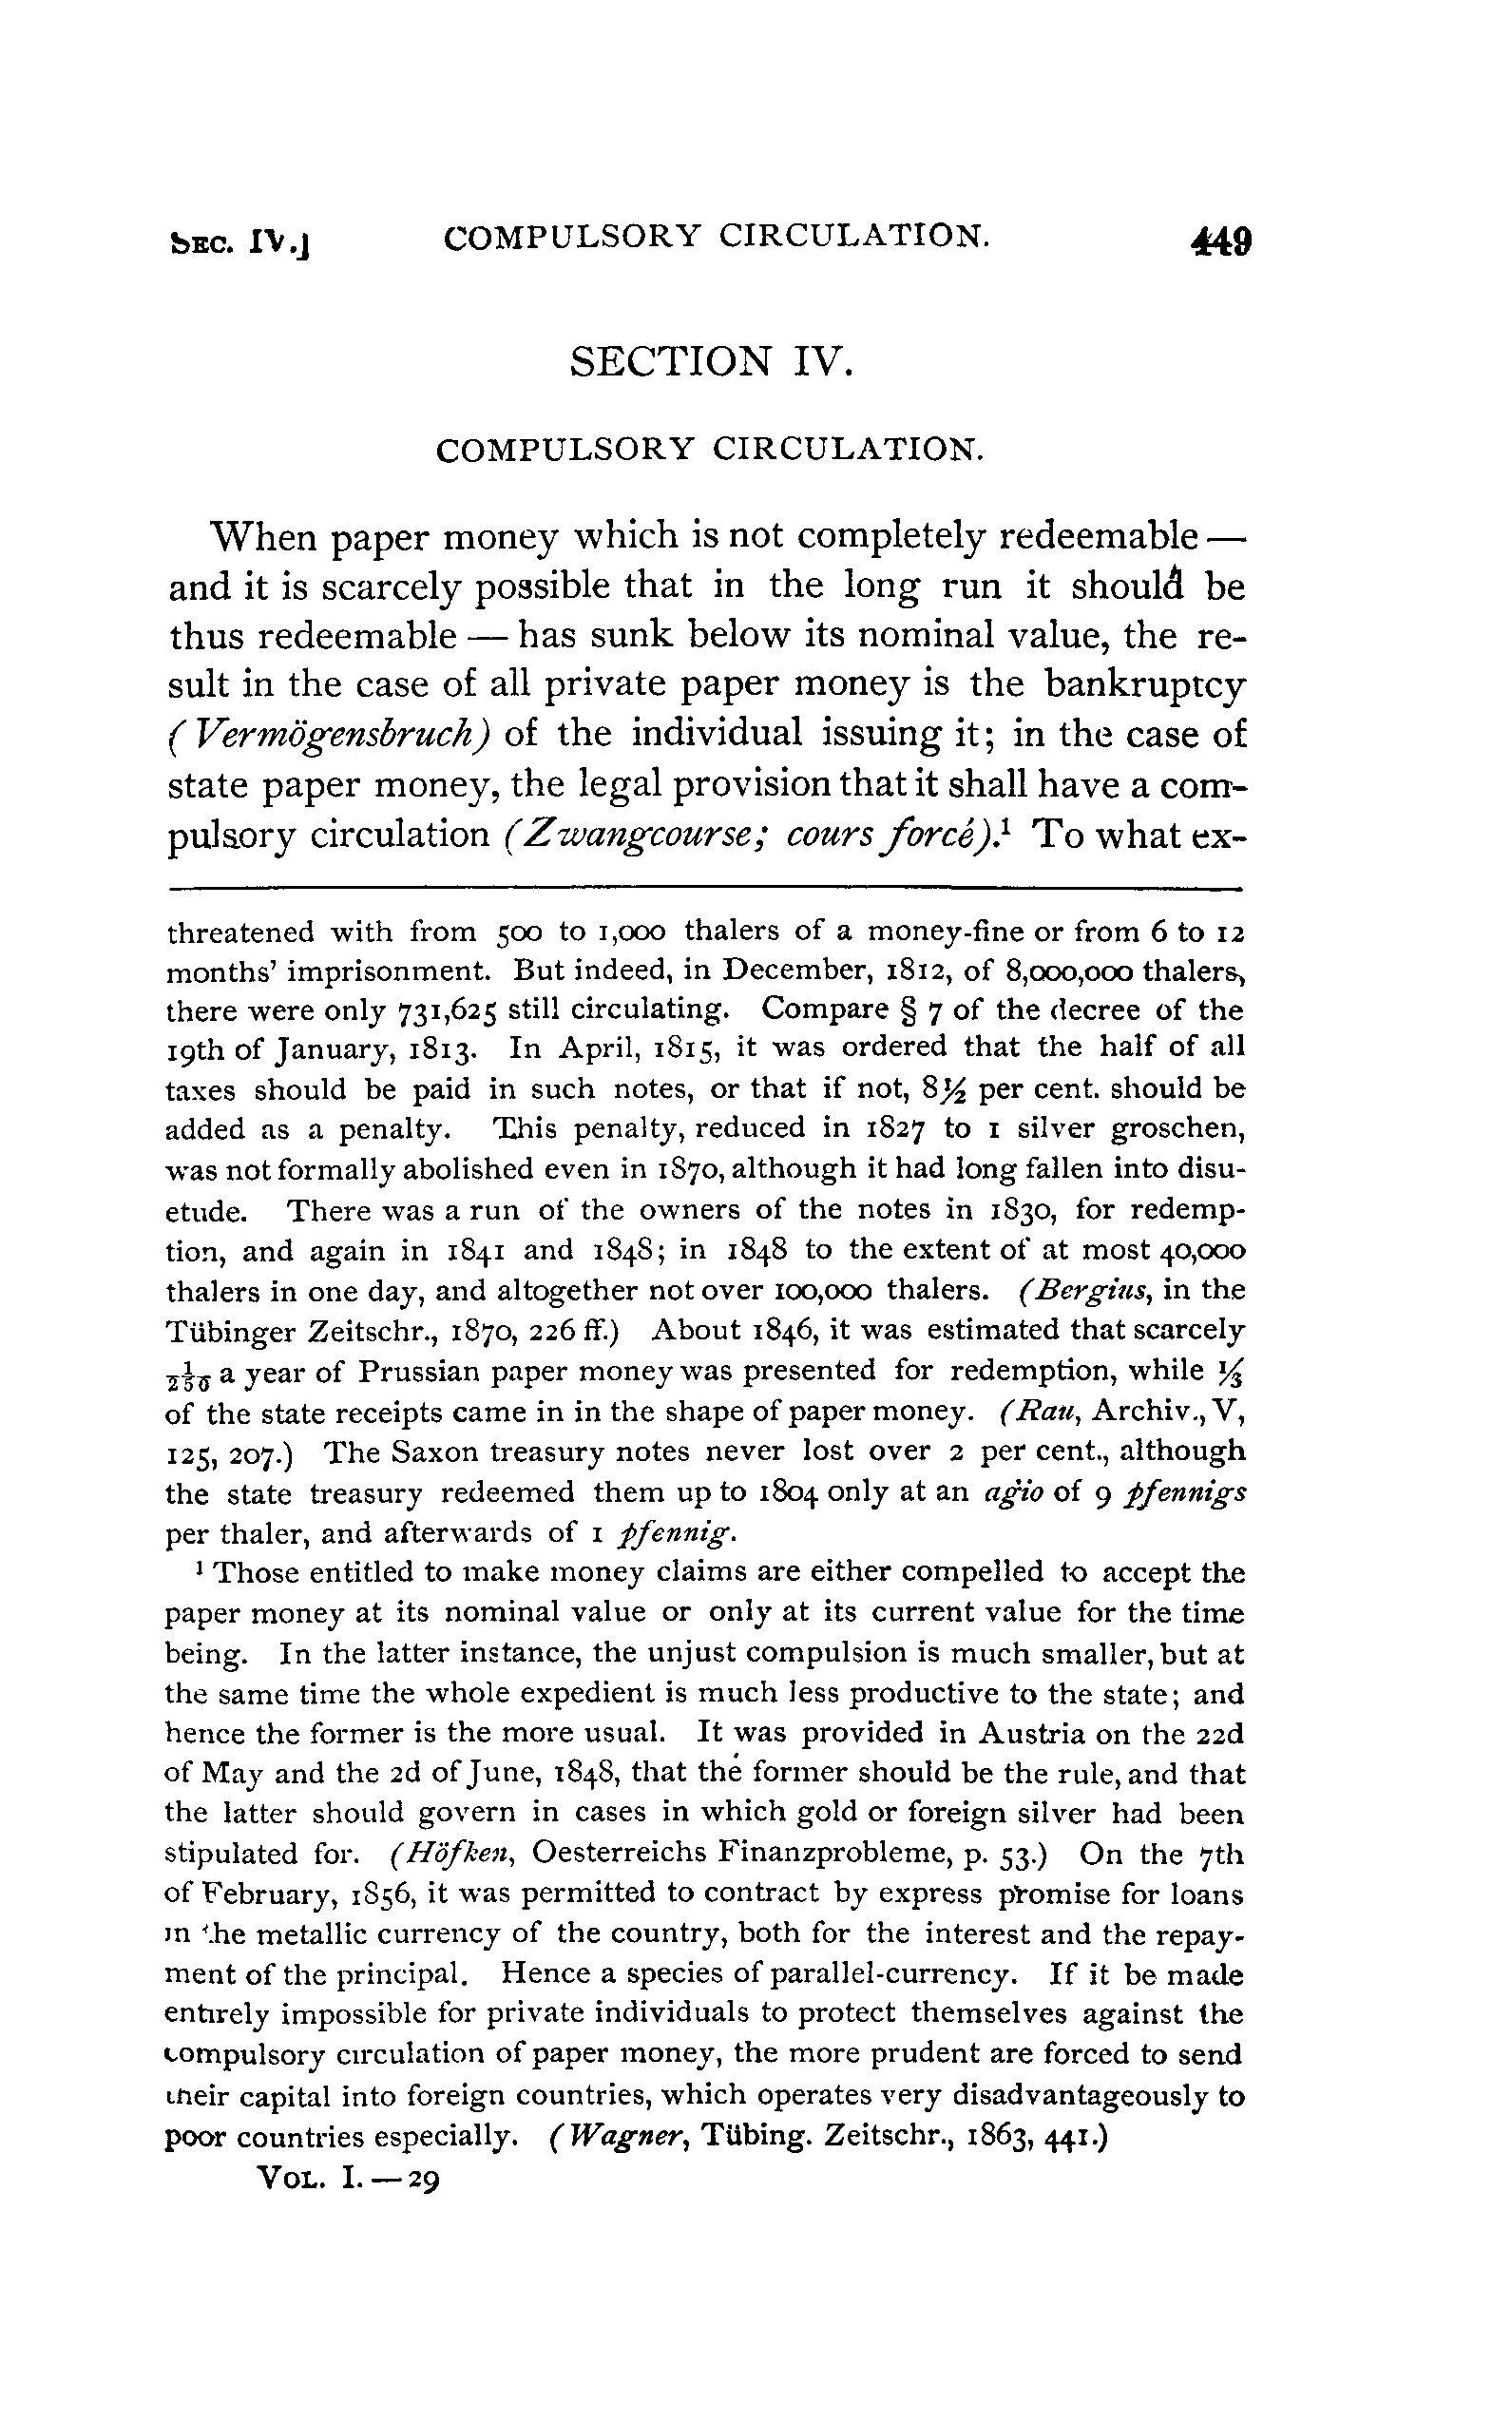 SEC. IV.]   COMPULSORY CIRCULATION.   449
SECTION IV.
COMPULSORY CIRCULATION.
When paper money which is not completely redeemable —
and it is scarcely possible that in the long run it should be
thus redeemable — has sunk below its nominal value, the re-
sult in the case of all private paper money is the bankruptcy
(Vermögensbruch) of the individual issuing it; in the case of
state paper money, the legal provision that it shall have a com-
pulsory circulation (Zwangcourse; cours forcé).¹ To what ex-
threatened with from 500 to 1,000 thalers of a money-fine or from 6 to 12
months' imprisonment. But indeed, in December, 1812, of 8,000,000 thalers,
there were only 731,625 still circulating. Compare § 7 of the decree of the
19th of January, 1813. In April, 1815, it was ordered that the half of all
taxes should be paid in such notes, or that if not, 8⅓ per cent. should be
added as a penalty. This penalty, reduced in 1827 to 1 silver groschen,
was not formally abolished even in 1870, although it had long fallen into disu-
etude. There was a run of the owners of the notes in 1830, for redemp-
tion, and again in 1841 and 1848; in 1848 to the extent of at most 40,000
thalers in one day, and altogether not over 100,000 thalers. (Bergius, in the
Tübinger Zeitschr., 1870, 226 ff.) About 1846, it was estimated that scarcely
1/250 a year of Prussian paper money was presented for redemption, while ⅓
of the state receipts came in in the shape of paper money. (Rau, Archiv., V,
125, 207.) The Saxon treasury notes never lost over 2 per cent., although
the state treasury redeemed them up to 1804 only at an agio of 9 pfennigs
per thaler, and afterwards of 1 pfennig.
¹ Those entitled to make money claims are either compelled to accept the
paper money at its nominal value or only at its current value for the time
being. In the latter instance, the unjust compulsion is much smaller, but at
the same time the whole expedient is much less productive to the state; and
hence the former is the more usual. It was provided in Austria on the 22d
of May and the 2d of June, 1848, that the former should be the rule, and that
the latter should govern in cases in which gold or foreign silver had been
stipulated for. (Höfken, Oesterreichs Finanzprobleme, p. 53.) On the 7th
of February, 1856, it was permitted to contract by express promise for loans
in the metallic currency of the country, both for the interest and the repay-
ment of the principal. Hence a species of parallel-currency. If it be made
entirely impossible for private individuals to protect themselves against the
compulsory circulation of paper money, the more prudent are forced to send
their capital into foreign countries, which operates very disadvantageously to
poor countries especially. (Wagner, Tübing. Zeitschr., 1863, 441.)
VOL. I. — 29